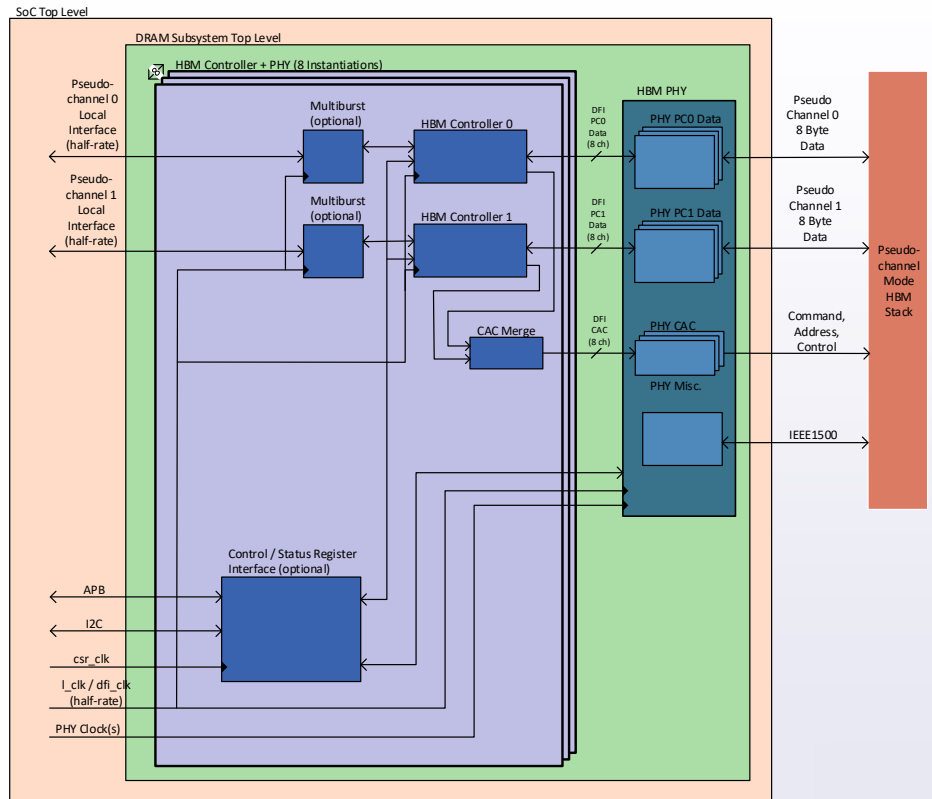 SoC Top Level
DRAM Subsystem Top Level
HBM Controller + PHY (8 Instantiations)
Pseudo-
channel 0
Local
Interface
(half-rate)
Multiburst
(optional)
HBM Controller 0
DFI
PC0
Data
(8 ch)
HBM PHY
PHY PC0 Data
Pseudo
Channel 0
8 Byte
Data
Pseudo-
channel 1
Local
Interface
(half-rate)
Multiburst
(optional)
HBM Controller 1
DFI
PC1
Data
(8 ch)
PHY PC1 Data
Pseudo
Channel 1
8 Byte
Data
Pseudo-
channel
Mode
HBM
Stack
CAC Merge
DFI
CAC
(8 ch)
PHY CAC
Command,
Address,
Control
PHY Misc.
IEEE1500
Control / Status Register
Interface (optional)
APB
I2C
csr_clk
l_clk / dfi_clk
(half-rate)
PHY Clock(s)